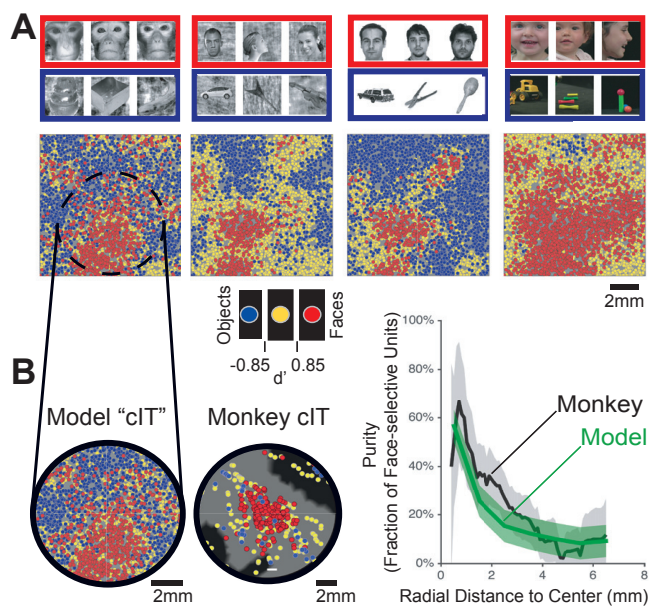 A
2mm
Objects
Faces
-0.85 0.85
d'
B
Model "cIT"
Monkey cIT
2mm
2mm
Purity
(Fraction of Face-selective Units)
100%
80%
60%
40%
20%
0%
Monkey
Model
0 2 4 6 8
Radial Distance to Center (mm)